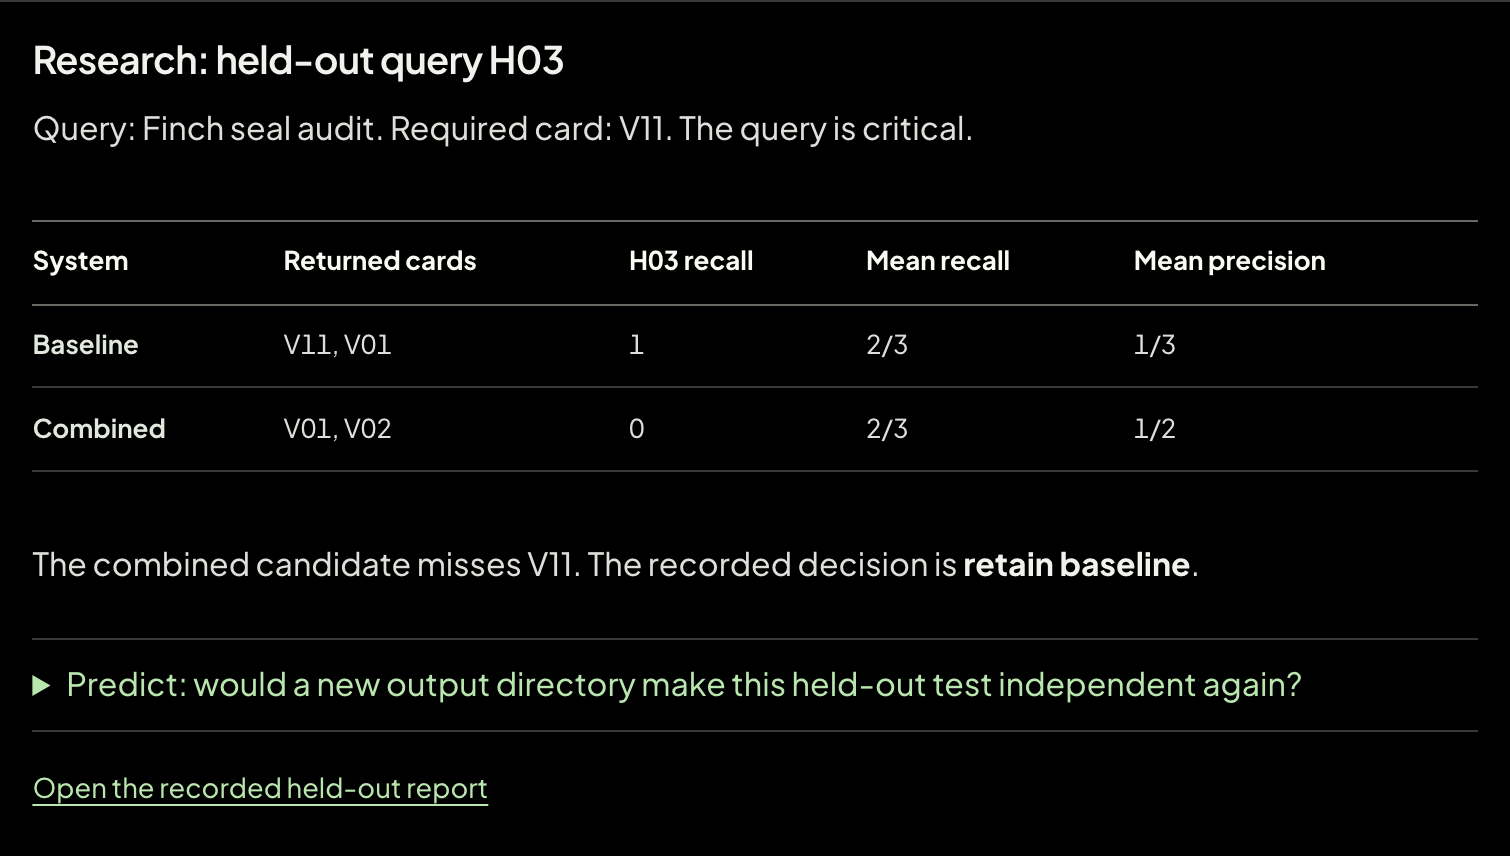 Research: held-out query H03
Query: Finch seal audit. Required card: V11. The query is critical.
System Returned cards H03 recall Mean recall Mean precision
Baseline V11, V01 1 2/3 1/3
Combined V01, V02 0 2/3 1/2
The combined candidate misses V11. The recorded decision is retain baseline.
▶ Predict: would a new output directory make this held-out test independent again?
Open the recorded held-out report